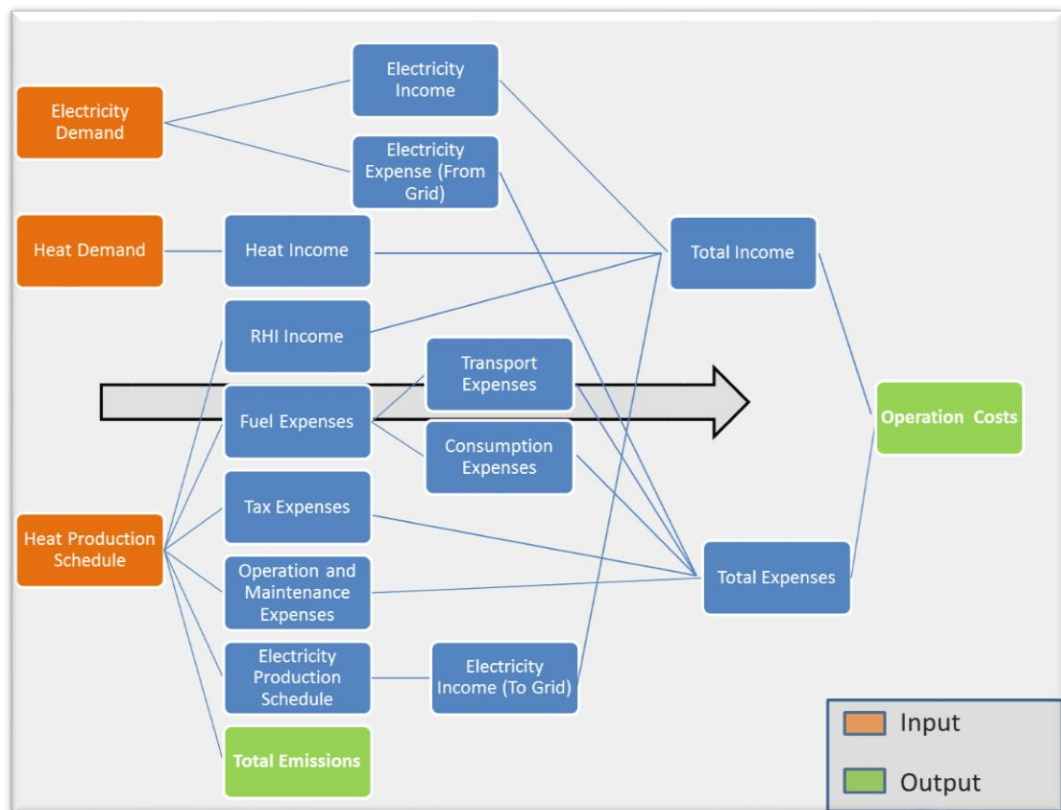 Electricity
Demand
Electricity
Income
Electricity
Expense (From
Grid)
Heat Demand
Heat Income
Total Income
RHI Income
Fuel Expenses
Transport
Expenses
Consumption
Expenses
Operation Costs
Tax Expenses
Heat Production
Schedule
Operation and
Maintenance
Expenses
Total Expenses
Electricity
Production
Schedule
Electricity
Income (To Grid)
Total Emissions
Input
Output